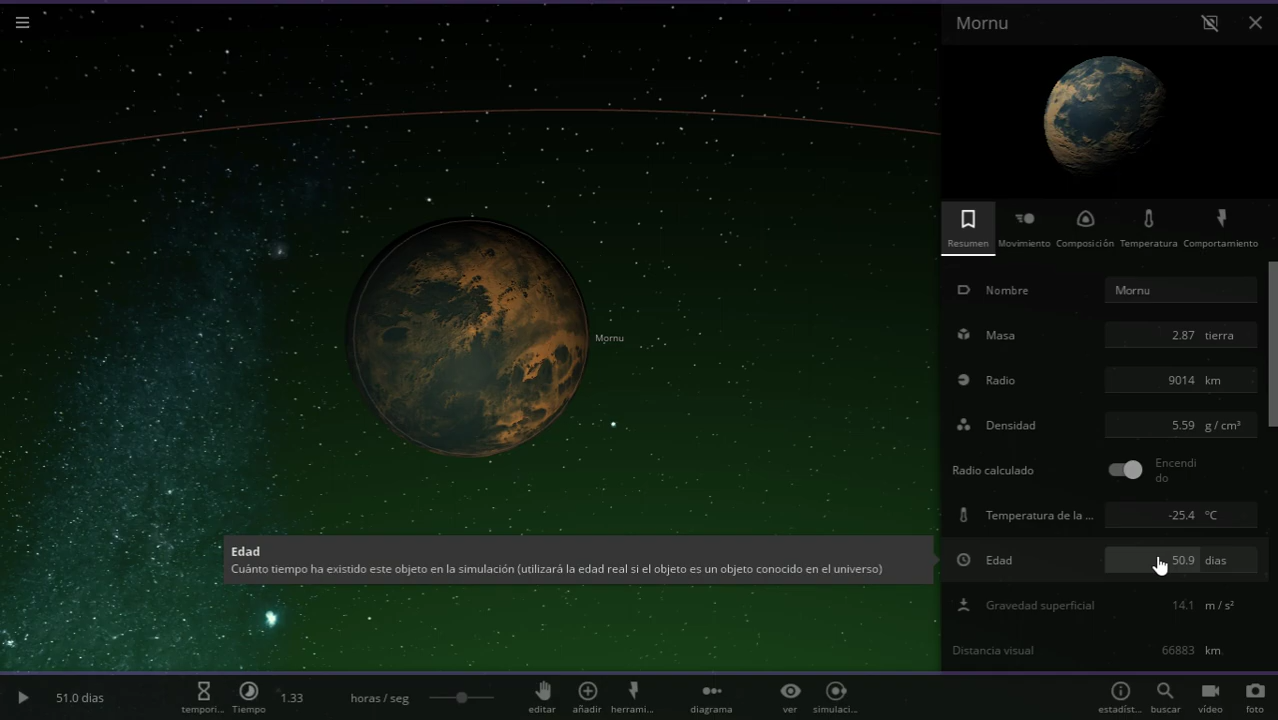 Mornu
Resumen
Movimiento
Composición
Temperatura
Comportamiento
Nombre
Mornu
Masa
2.87 tierra
Radio
9014 km
Densidad
5.59 g / cm³
Radio calculado
Encendi
do
Temperatura de la ...
-25.4 °C
Edad
50.9 dias
Gravedad superficial
14.1 m / s²
Distancia visual
66883 km
Mornu
Edad
Cuánto tiempo ha existido este objeto en la simulación (utilizará la edad real si el objeto es un objeto conocido en el universo)
51.0 dias
tempori...
Tiempo
1.33
horas / seg
editar
añadir
herrami...
diagrama
ver
simulaci...
estadíst...
buscar
vídeo
foto